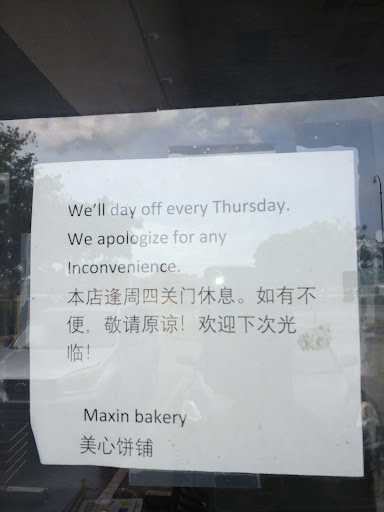 We'll day off every Thursday.
We apologize for any
Inconvenience.
本店逢周四关门休息。如有不
便，敬请原谅！欢迎下次光
临！
Maxin bakery
美心饼铺